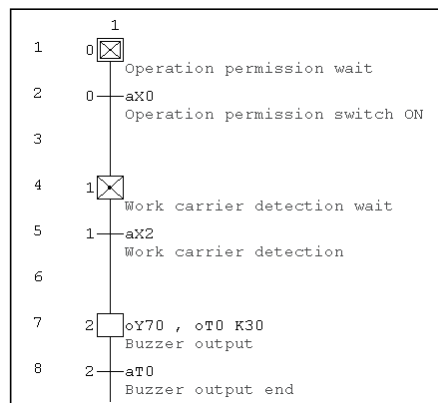 1
1 0
Operation permission wait
2 0 aX0
Operation permission switch ON
3
4 1
Work carrier detection wait
5 1 aX2
Work carrier detection
6
7 2 oY70 , oT0 K30
Buzzer output
8 2 aT0
Buzzer output end